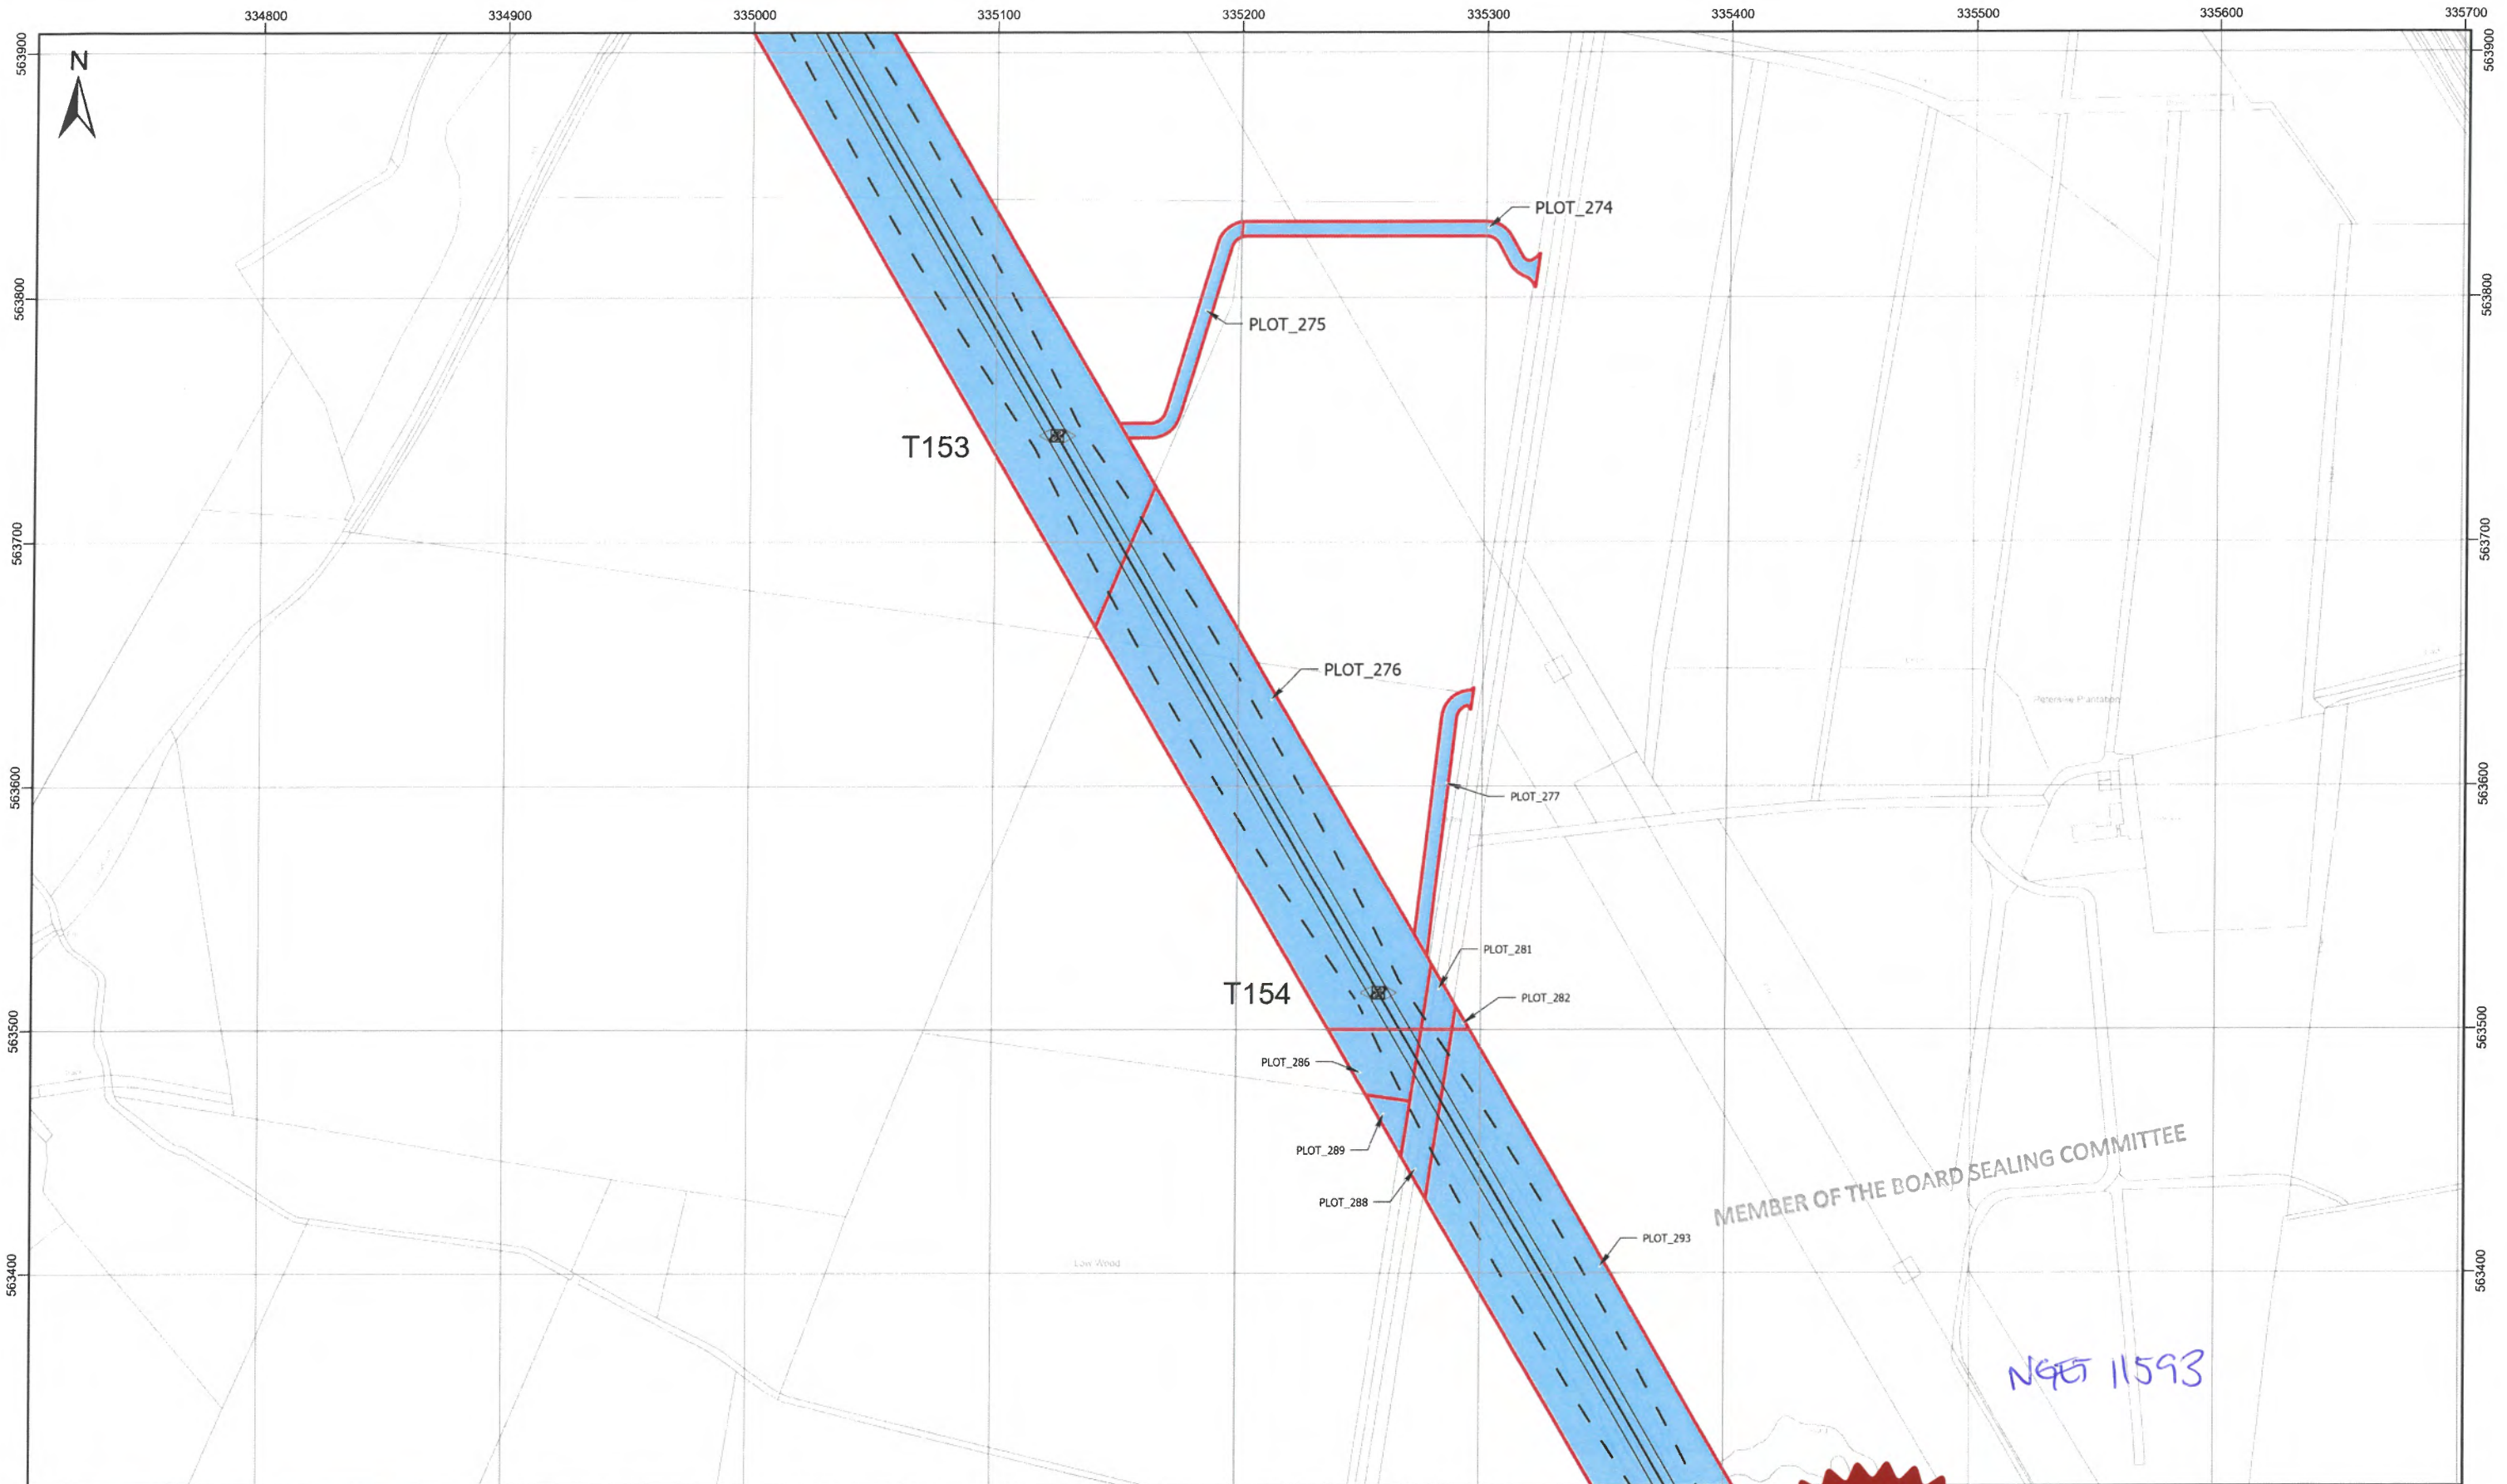 334800 334900 335000 335100 335200 335300 335400 335500 335600 335700
563900 563900
N
PLOT_274
563800 563800
PLOT_275
T153
563700 563700
PLOT_276
563600 563600
PLOT_277
PLOT_281
T154
PLOT_282
563500 563500
PLOT_286
PLOT_289
MEMBER OF THE BOARD SEALING COMMITTEE
PLOT_288
PLOT_293
Low Wood
563400 563400
NGET 11593